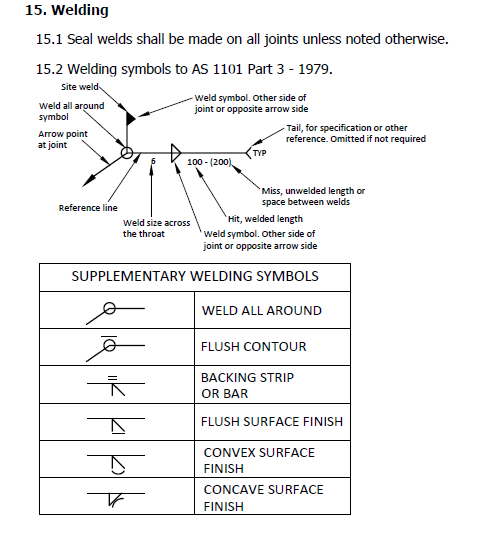 15. Welding
15.1 Seal welds shall be made on all joints unless noted otherwise.
15.2 Welding symbols to AS 1101 Part 3 - 1979.
Site weld
Weld all around
symbol
Weld symbol. Other side of
joint or opposite arrow side
Arrow point
at joint
Tail, for specification or other
reference. Omitted if not required
TYP
6
100 - (200)
Miss, unwelded length or
space between welds
Reference line
Hit, welded length
Weld size across
the throat
Weld symbol. Other side of
joint or opposite arrow side
SUPPLEMENTARY WELDING SYMBOLS
WELD ALL AROUND
FLUSH CONTOUR
BACKING STRIP
OR BAR
FLUSH SURFACE FINISH
CONVEX SURFACE
FINISH
CONCAVE SURFACE
FINISH